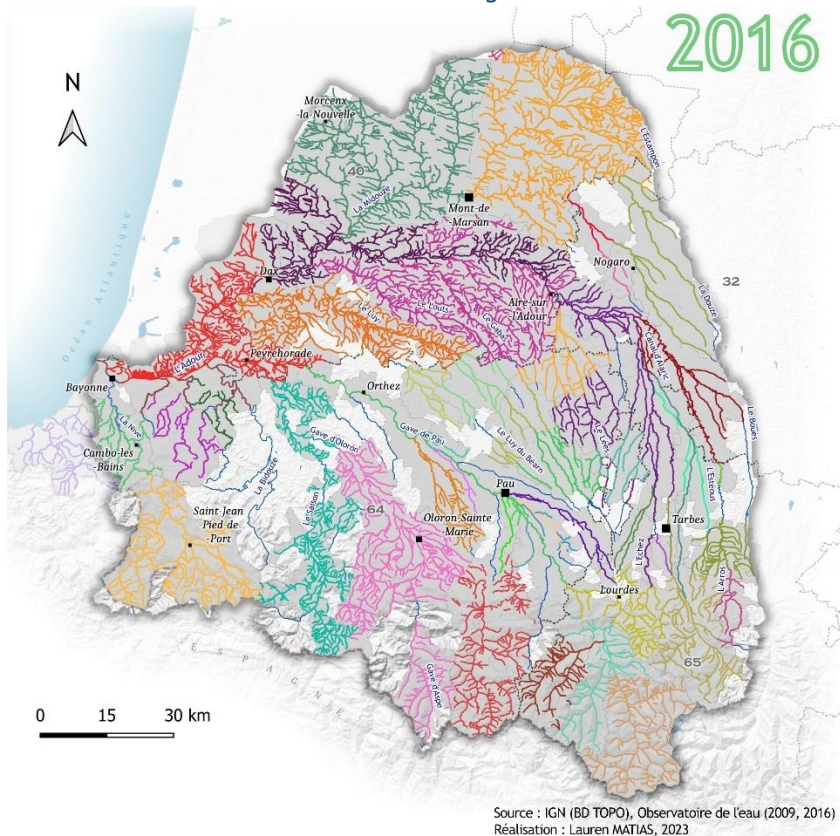 2016
N
Morcenx
-la-Nouvelle
L'Estampon
40
La Midouze
Mont-de
Marsan
Océan Atlantique
Nogaro
32
Dax
La Douze
Le Louts
Aire-sur
l'Adour
Le Luy
Le Gabas
Canal d'Alaric
L'Adour
Peyrehorade
Bayonne
Orthez
La Nive
Gave d'Oloron
Gave de Pau
Le Luy du Béarn
Le Lées
Le Bouès
Cambo-les
-Bains
La Bidouze
L'Estéous
Pau
Le Saison
64
Saint-Jean
Pied de
-Port
Oloron-Sainte
-Marie
Tarbes
L'Echez
L'Arros
Lourdes
ESPAGNE
Gave d'Aspe
65
0 15 30 km
Source : IGN (BD TOPO), Observatoire de l'eau (2009, 2016)
Réalisation : Lauren MATIAS, 2023